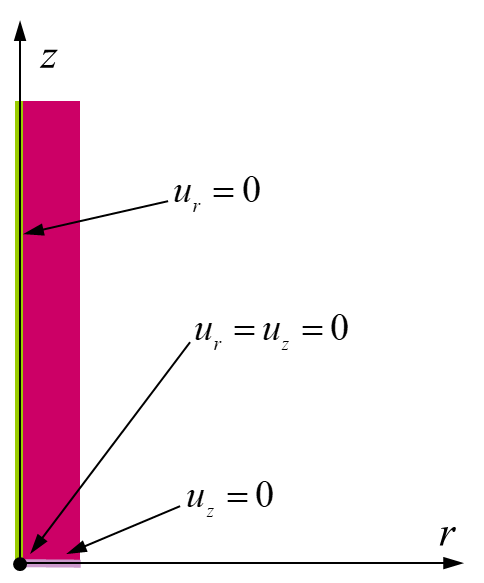 z
u_r = 0
u_r = u_z = 0
u_z = 0
r